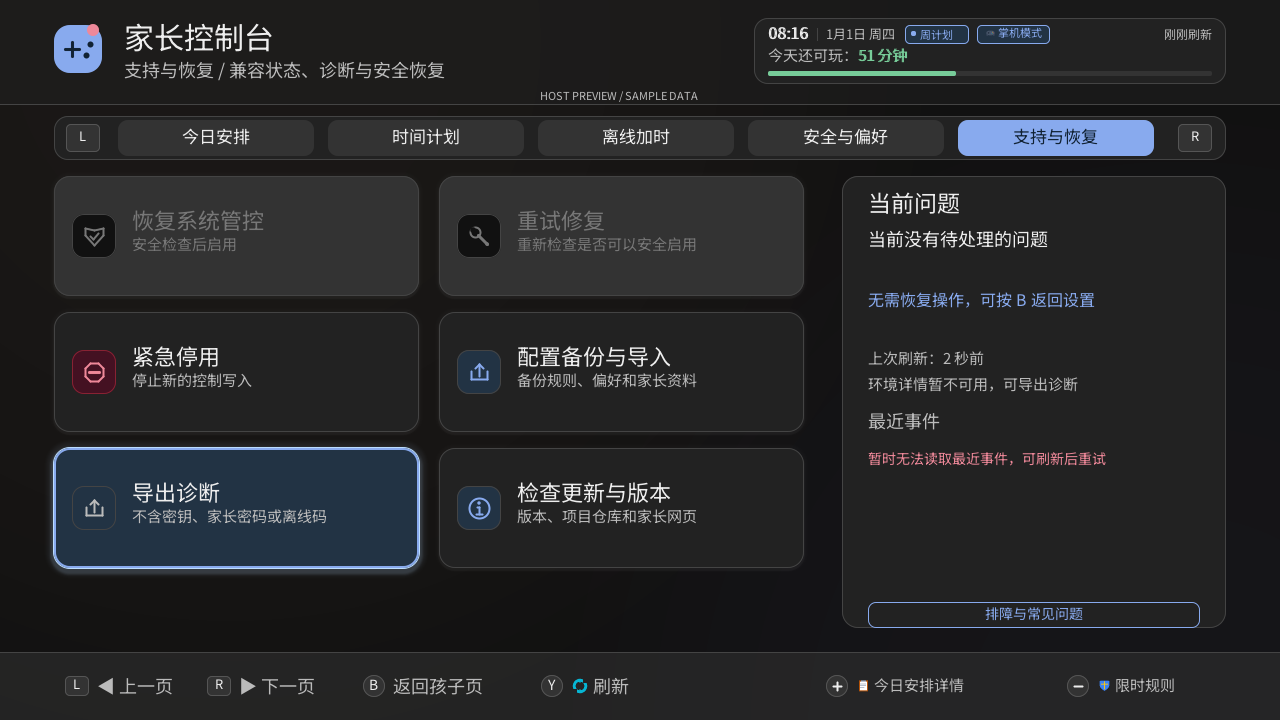 家长控制台
支持与恢复 / 兼容状态、诊断与安全恢复
08:16 | 1月1日 周四 周计划 掌机模式 刚刚刷新
今天还可玩: 51 分钟
HOST PREVIEW / SAMPLE DATA
L 今日安排 时间计划 离线加时 安全与偏好 支持与恢复 R
恢复系统管控
安全检查后启用
重试修复
重新检查是否可以安全启用
紧急停用
停止新的控制写入
配置备份与导入
备份规则、偏好和家长资料
导出诊断
不含密钥、家长密码或离线码
检查更新与版本
版本、项目仓库和家长网页
当前问题
当前没有待处理的问题
无需恢复操作，可按 B 返回设置
上次刷新: 2 秒前
环境详情暂不可用，可导出诊断
最近事件
暂时无法读取最近事件，可刷新后重试
排障与常见问题
L ◀ 上一页 R ▶ 下一页 B 返回孩子页 Y 刷新 + 今日安排详情 − 限时规则